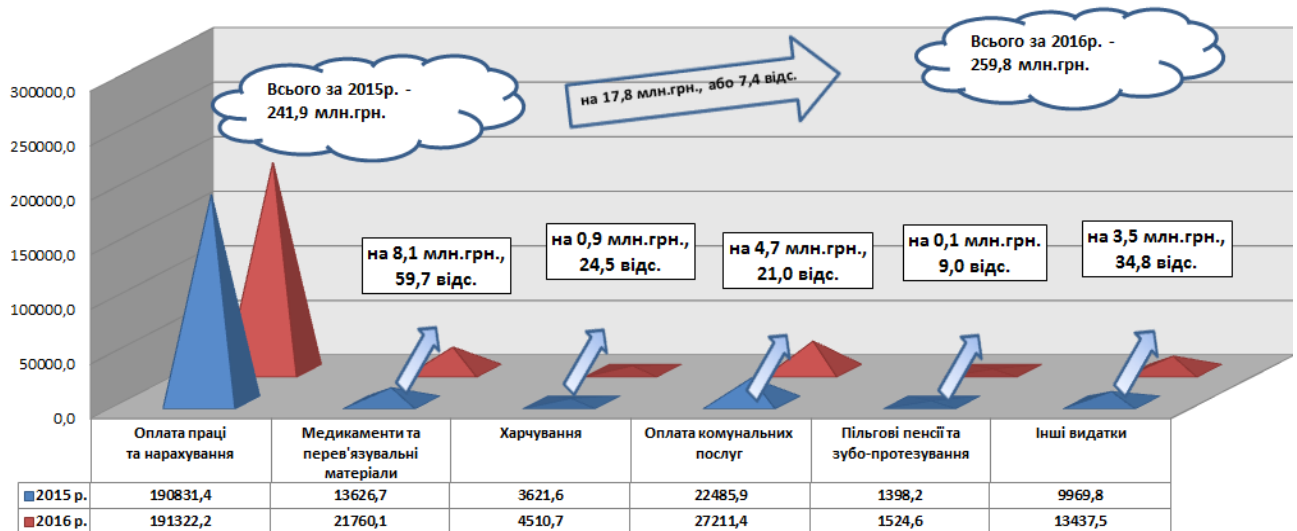 Всього за 2015р. -
241,9 млн.грн.
на 17,8 млн.грн., або 7,4 відс.
Всього за 2016р. -
259,8 млн.грн.
300000,0
250000,0
200000,0
150000,0
100000,0
50000,0
0,0
на 8,1 млн.грн.,
59,7 відс.
на 0,9 млн.грн.,
24,5 відс.
на 4,7 млн.грн.,
21,0 відс.
на 0,1 млн.грн.
9,0 відс.
на 3,5 млн.грн.,
34,8 відс.
Оплата праці
та нарахування
Медикаменти та
перев'язувальні
матеріали
Харчування
Оплата комунальних
послуг
Пільгові пенсії та
зубо-протезування
Інші видатки
2015 р. 190831,4 13626,7 3621,6 22485,9 1398,2 9969,8
2016 р. 191322,2 21760,1 4510,7 27211,4 1524,6 13437,5